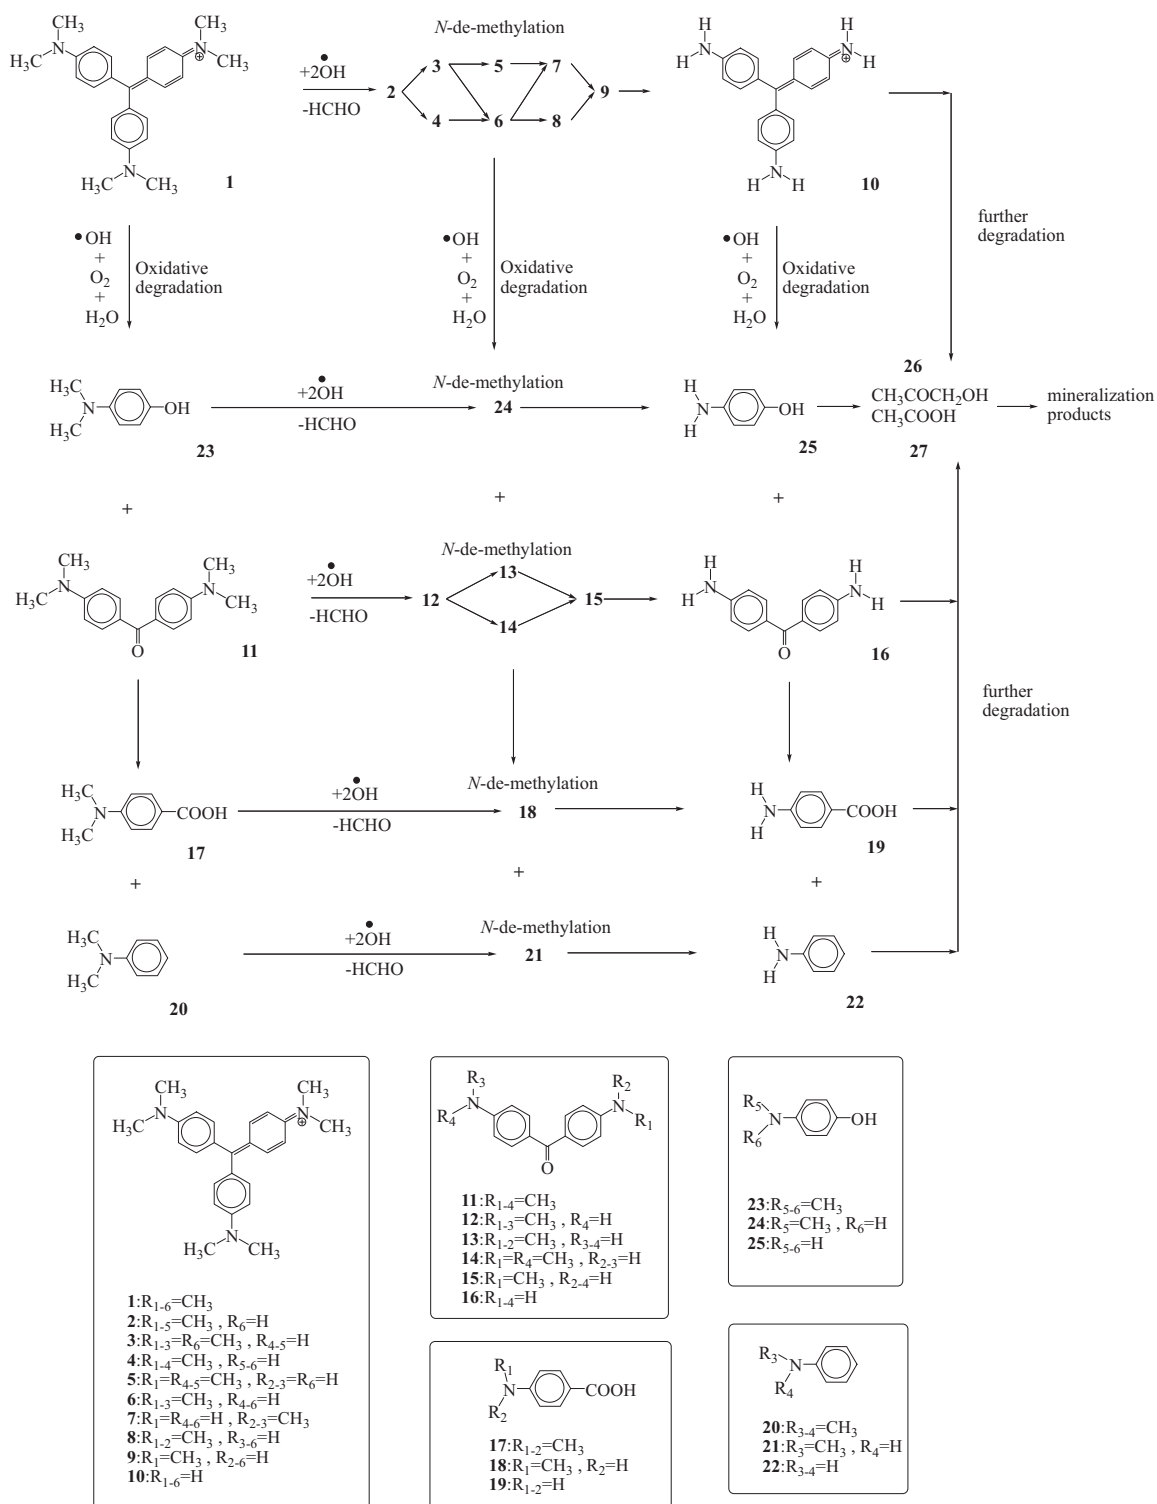 N-de-methylation
CH₃
H₃C
N
CH₃
N
⊕
CH₃
N
H₃C
CH₃
1
+2ȮH
-HCHO
2
3
5
7
4
6
8
9
H
H
N
H
N
⊕
H
N
H
H
10
further
degradation
•OH
+
O₂
+
H₂O
Oxidative
degradation
•OH
+
O₂
+
H₂O
Oxidative
degradation
•OH
+
O₂
+
H₂O
Oxidative
degradation
H₃C
N
H₃C
OH
23
+2ȮH
-HCHO
N-de-methylation
24
H
N
H
OH
25
26
CH₃COCH₂OH
CH₃COOH
27
mineralization
products
+
+
+
CH₃
H₃C
N
CH₃
N
CH₃
O
11
+2ȮH
-HCHO
N-de-methylation
12
13
14
15
H
H
N
H
N
H
O
16
further
degradation
H₃C
N
H₃C
COOH
17
+2ȮH
-HCHO
N-de-methylation
18
H
N
H
COOH
19
+
+
+
H₃C
N
H₃C
20
+2ȮH
-HCHO
N-de-methylation
21
H
N
H
22
CH₃
H₃C
N
CH₃
N
⊕
CH₃
N
H₃C
CH₃
1:R₁₋₆=CH₃
2:R₁₋₅=CH₃ , R₆=H
3:R₁₋₃=R₆=CH₃ , R₄₋₅=H
4:R₁₋₄=CH₃ , R₅₋₆=H
5:R₁=R₄₋₅=CH₃ , R₂₋₃=R₆=H
6:R₁₋₃=CH₃ , R₄₋₆=H
7:R₁=R₄₋₆=H , R₂₋₃=CH₃
8:R₁₋₂=CH₃ , R₃₋₆=H
9:R₁=CH₃ , R₂₋₆=H
10:R₁₋₆=H
R₃
N
R₄
R₂
N
R₁
O
11:R₁₋₄=CH₃
12:R₁₋₃=CH₃ , R₄=H
13:R₁₋₂=CH₃ , R₃₋₄=H
14:R₁=R₄=CH₃ , R₂₋₃=H
15:R₁=CH₃ , R₂₋₄=H
16:R₁₋₄=H
R₁
N
R₂
COOH
17:R₁₋₂=CH₃
18:R₁=CH₃ , R₂=H
19:R₁₋₂=H
R₅
N
R₆
OH
23:R₅₋₆=CH₃
24:R₅=CH₃ , R₆=H
25:R₅₋₆=H
R₃
N
R₄
20:R₃₋₄=CH₃
21:R₃=CH₃ , R₄=H
22:R₃₋₄=H